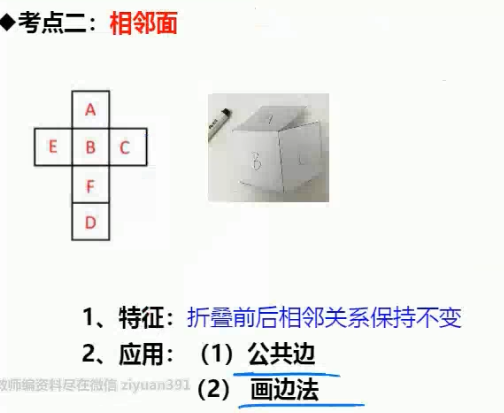 ◆考点二：相邻面
A
E B C
F
D
B
1、特征：折叠前后相邻关系保持不变
2、应用：（1）公共边
（2）画边法
教师编资料尽在微信 ziyuan391